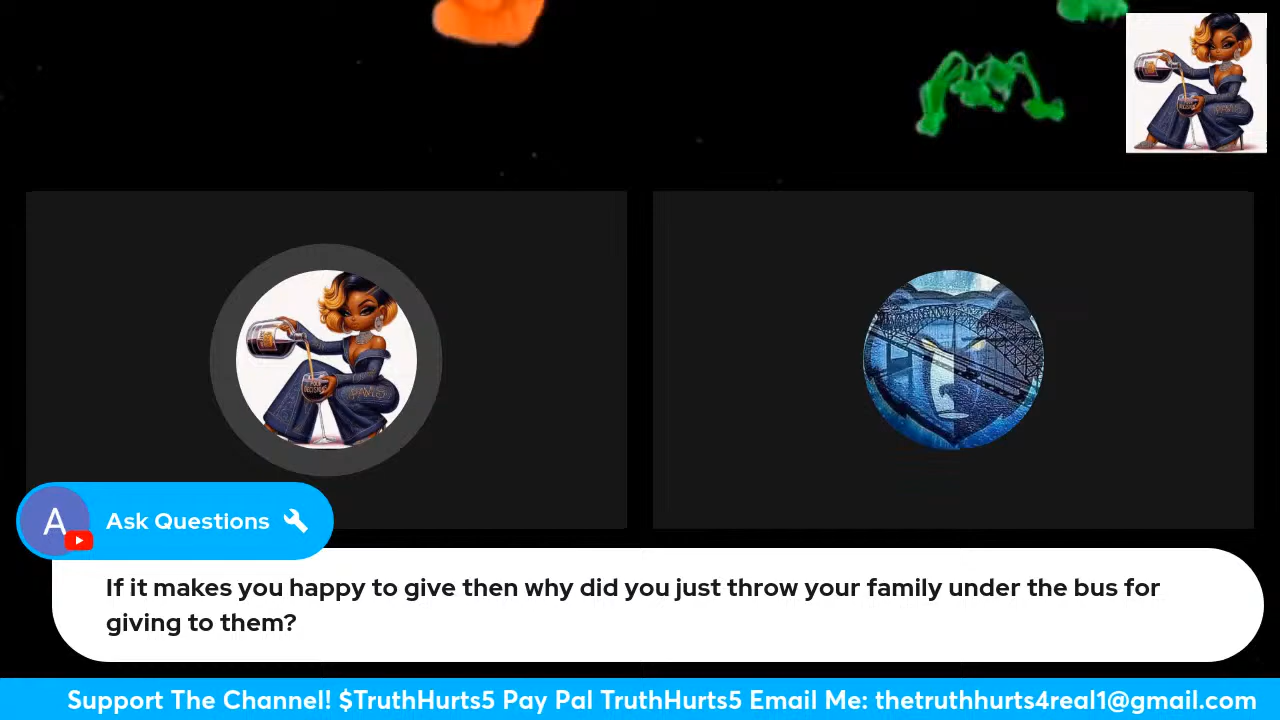 PAWS
A
Ask Questions
If it makes you happy to give then why did you just throw your family under the bus for
giving to them?
Support The Channel! $TruthHurts5 Pay Pal TruthHurts5 Email Me: thetruthhurts4real1@gmail.com